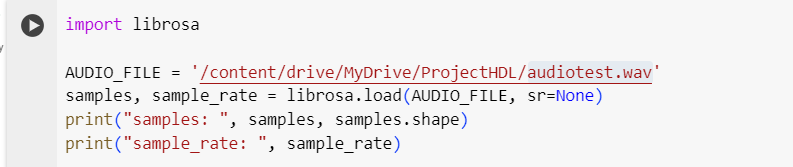 import librosa
AUDIO_FILE = '/content/drive/MyDrive/ProjectHDL/audiotest.wav'
samples, sample_rate = librosa.load(AUDIO_FILE, sr=None)
print("samples: ", samples, samples.shape)
print("sample_rate: ", sample_rate)